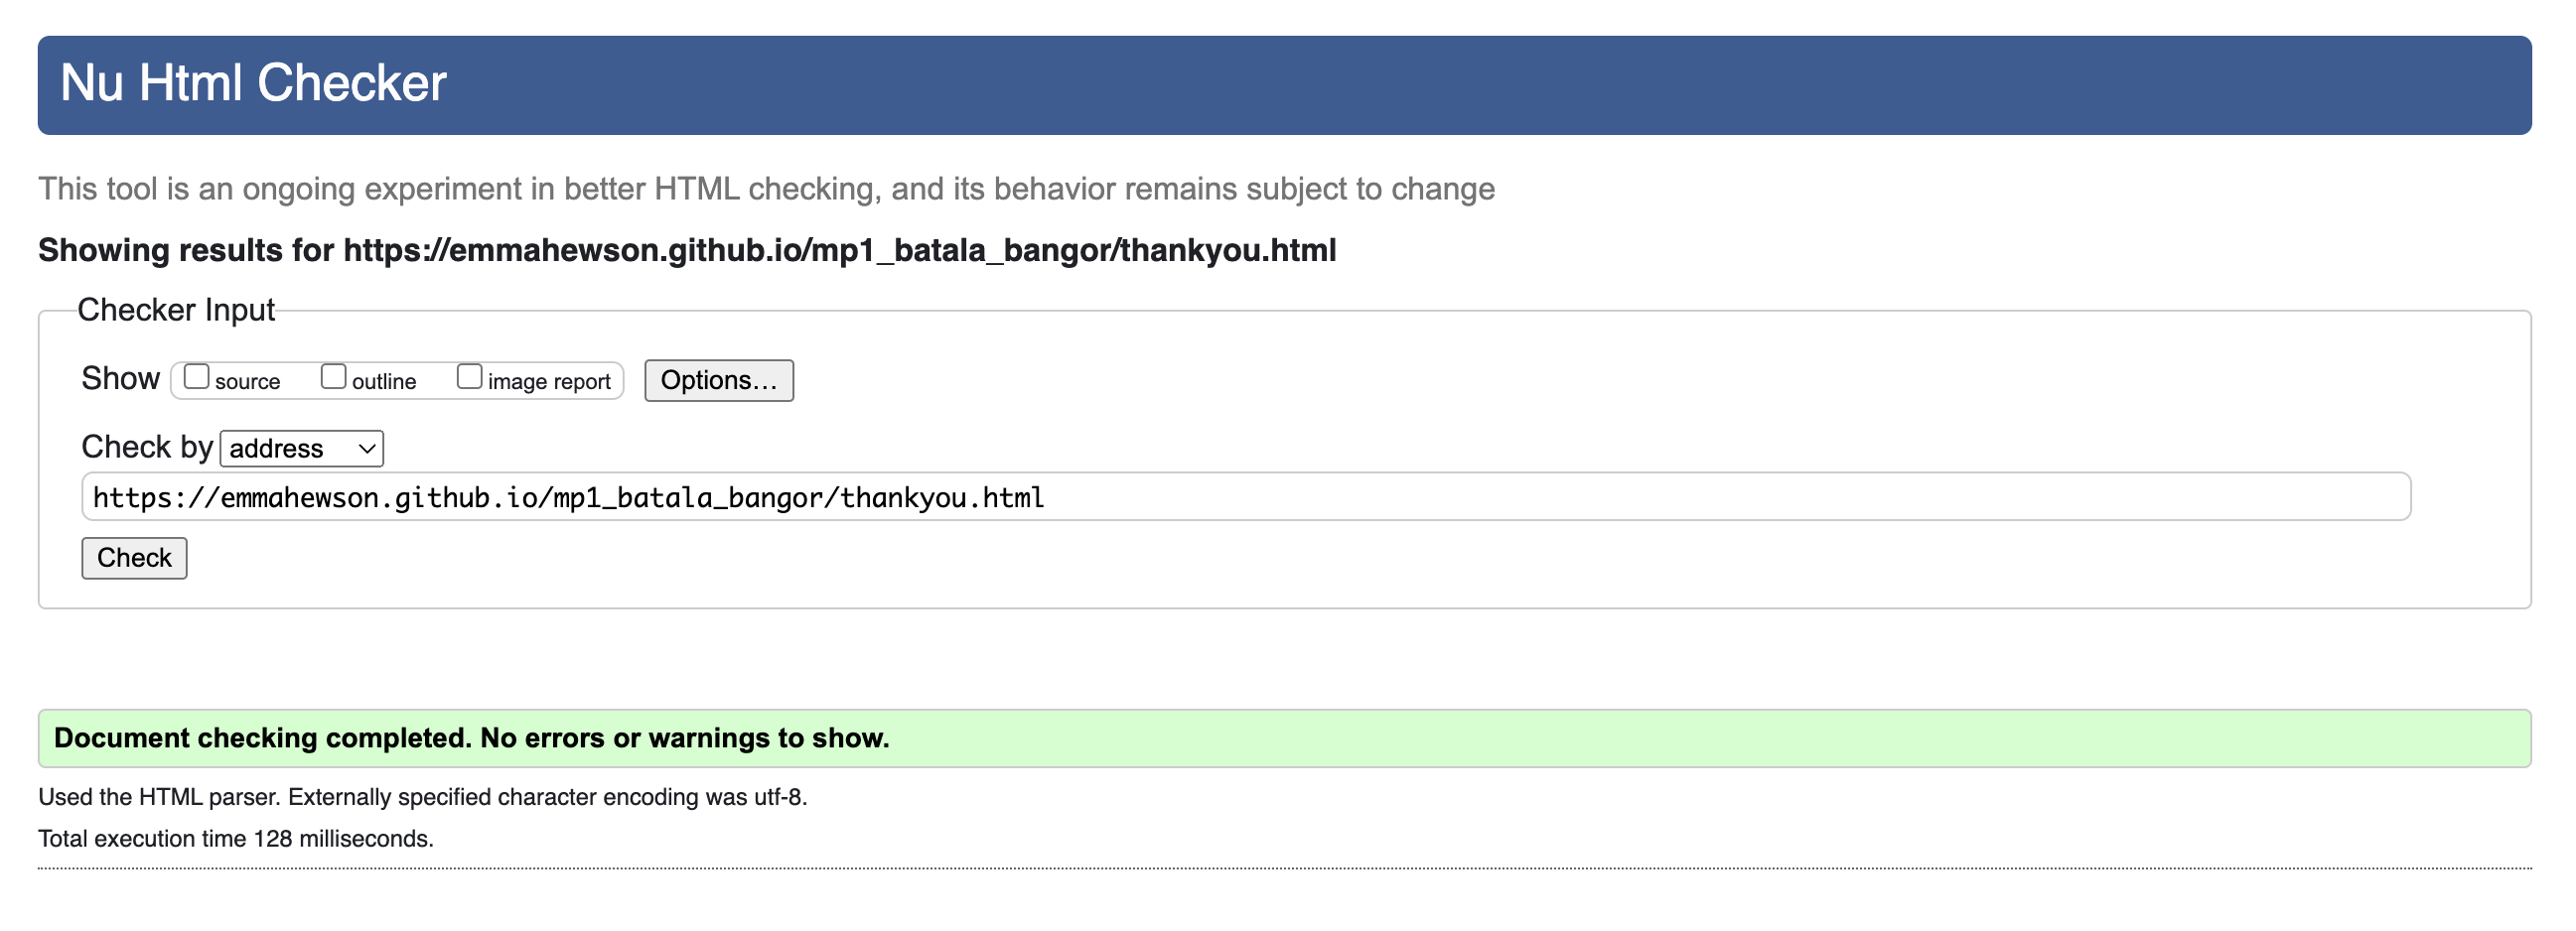 Nu Html Checker
This tool is an ongoing experiment in better HTML checking, and its behavior remains subject to change
Showing results for https://emmahewson.github.io/mp1_batala_bangor/thankyou.html
Checker Input
Show source outline image report Options…
Check by address
https://emmahewson.github.io/mp1_batala_bangor/thankyou.html
Check
Document checking completed. No errors or warnings to show.
Used the HTML parser. Externally specified character encoding was utf-8.
Total execution time 128 milliseconds.